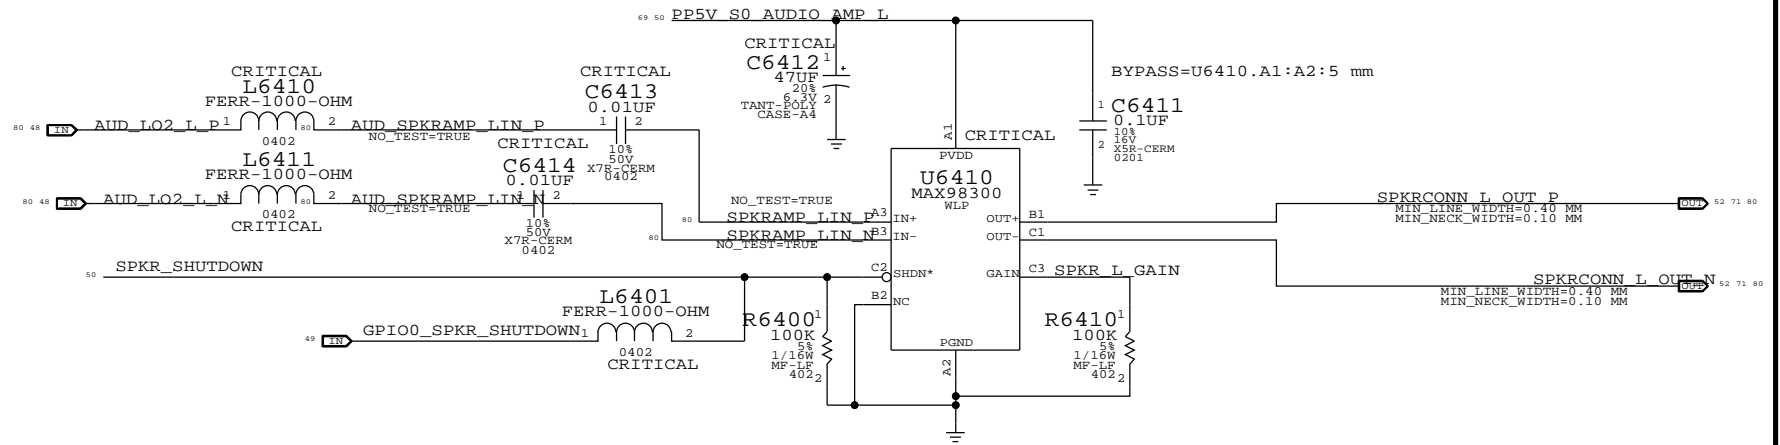 69 50 PP5V_S0_AUDIO_AMP_L
CRITICAL
C6412
47UF
20%
6.3V
TANT-POLY
CASE-A4
1
2
BYPASS=U6410.A1:A2:5 mm
1 C6411
0.1UF
10%
16V
X5R-CERM
0201
2
CRITICAL
L6410
FERR-1000-OHM
80 48 IN AUD_LO2_L_P 1 80 2 AUD_SPKRAMP_LIN_P
NO_TEST=TRUE
0402
CRITICAL
C6413
0.01UF
1 2
10%
50V
X7R-CERM
0402
L6411
FERR-1000-OHM
80 48 IN AUD_LO2_L_N 1 80 2 AUD_SPKRAMP_LIN_N
NO_TEST=TRUE
0402
CRITICAL
CRITICAL
C6414
0.01UF
1 2
10%
50V
X7R-CERM
0402
NO_TEST=TRUE
80 SPKRAMP_LIN_P
80 SPKRAMP_LIN_N
NO_TEST=TRUE
A1 CRITICAL
PVDD
U6410
MAX98300
WLP
A3 IN+
B3 IN-
C2 SHDN*
B2 NC
OUT+ B1
OUT- C1
GAIN C3 SPKR_L_GAIN
PGND
A2
SPKRCONN_L_OUT_P OUT 52 71 80
MIN_LINE_WIDTH=0.40 MM
MIN_NECK_WIDTH=0.10 MM
SPKRCONN_L_OUT_N OUT 52 71 80
MIN_LINE_WIDTH=0.40 MM
MIN_NECK_WIDTH=0.10 MM
50 SPKR_SHUTDOWN
L6401
FERR-1000-OHM
49 IN GPIO0_SPKR_SHUTDOWN 1 2
0402
CRITICAL
R6400 1
100K
5%
1/16W
MF-LF
402 2
R6410 1
100K
5%
1/16W
MF-LF
402 2